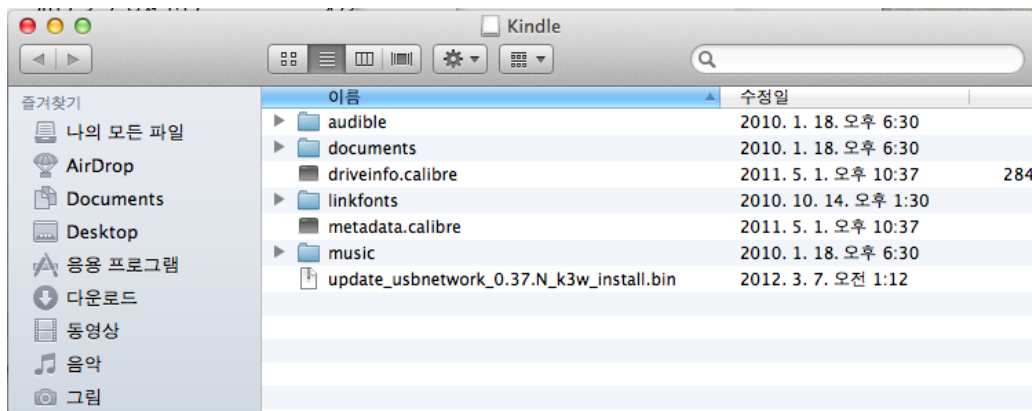 Kindle
즐겨찾기
나의 모든 파일
AirDrop
Documents
Desktop
응용 프로그램
다운로드
동영상
음악
그림
이름 수정일
audible 2010. 1. 18. 오후 6:30
documents 2010. 1. 18. 오후 6:30
driveinfo.calibre 2011. 5. 1. 오후 10:37 284
linkfonts 2010. 10. 14. 오후 1:30
metadata.calibre 2011. 5. 1. 오후 10:37
music 2010. 1. 18. 오후 6:30
update_usbnetwork_0.37.N_k3w_install.bin 2012. 3. 7. 오전 1:12